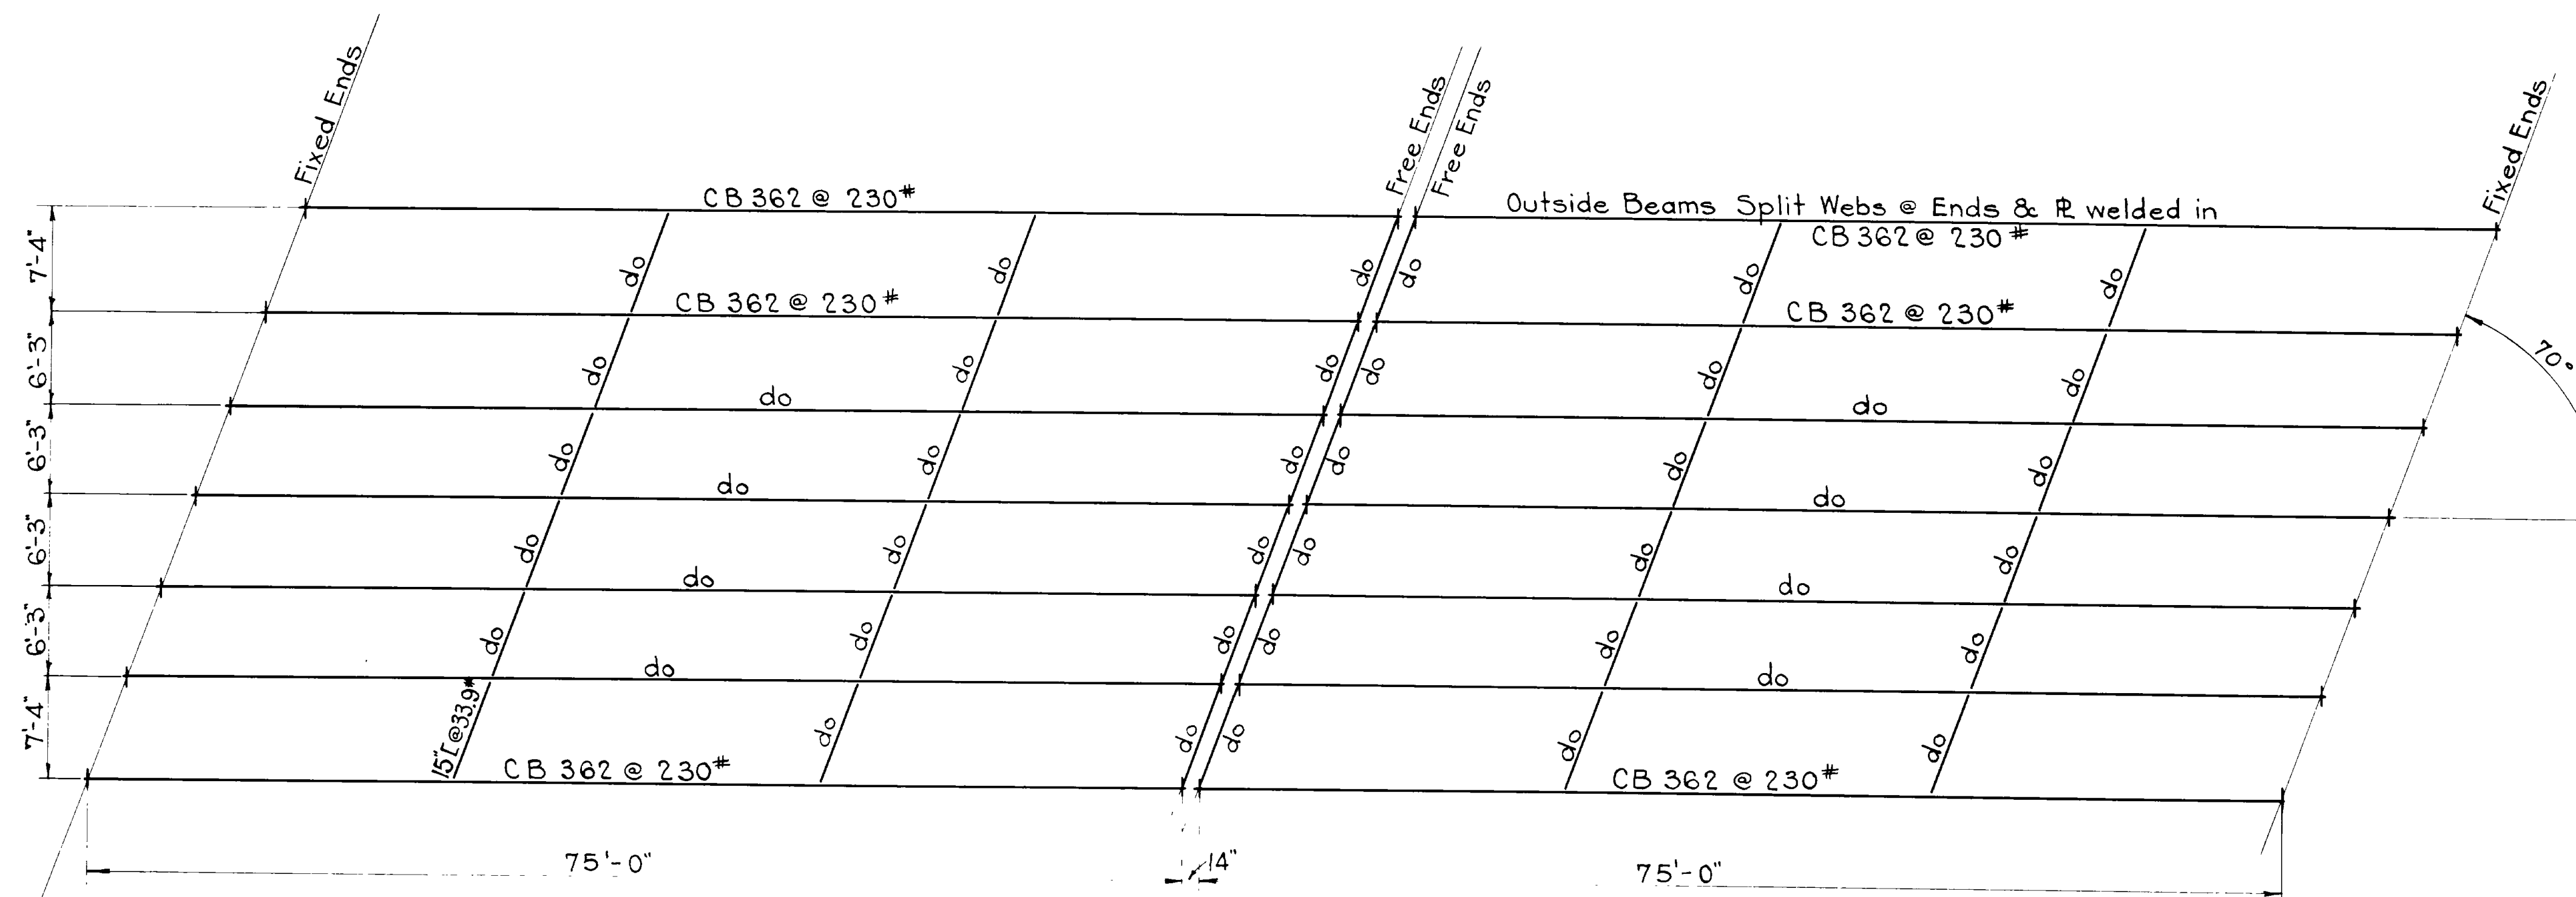 Fixed Ends
Free Ends
Free Ends
Fixed Ends
CB 362 @ 230#
Outside Beams Split Webs @ Ends & ⅊ welded in
CB 362 @ 230#
7'-4"
do
do
do
do
do
do
CB 362 @ 230#
CB 362 @ 230#
70°
6'-3"
do
do
do
do
do
do
do
do
6'-3"
do
do
do
do
do
do
do
do
6'-3"
do
do
do
do
do
do
do
do
6'-3"
do
do
do
do
do
do
do
do
7'-4"
15"[ @33.9#
do
do
do
do
do
CB 362 @ 230#
CB 362 @ 230#
75'-0"
14"
75'-0"